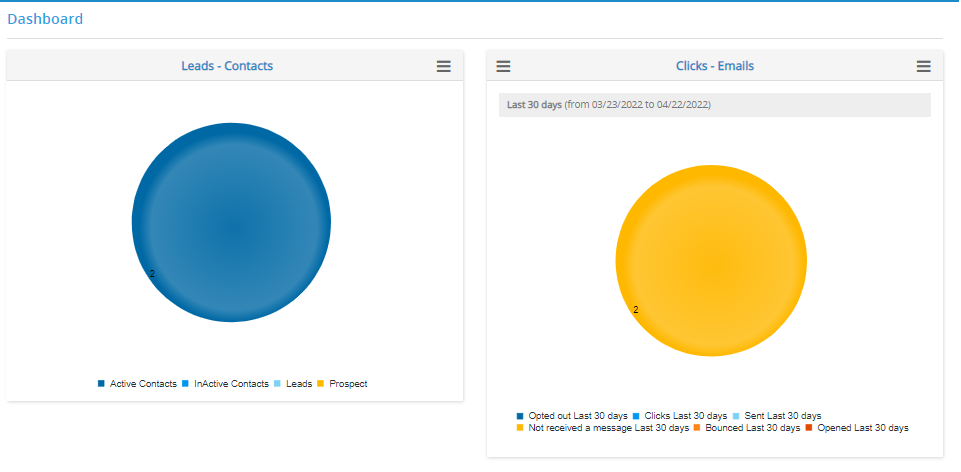 Dashboard
Leads - Contacts
2
Active Contacts InActive Contacts Leads Prospect
Clicks - Emails
Last 30 days (from 03/23/2022 to 04/22/2022)
2
Opted out Last 30 days Clicks Last 30 days Sent Last 30 days
Not received a message Last 30 days Bounced Last 30 days Opened Last 30 days